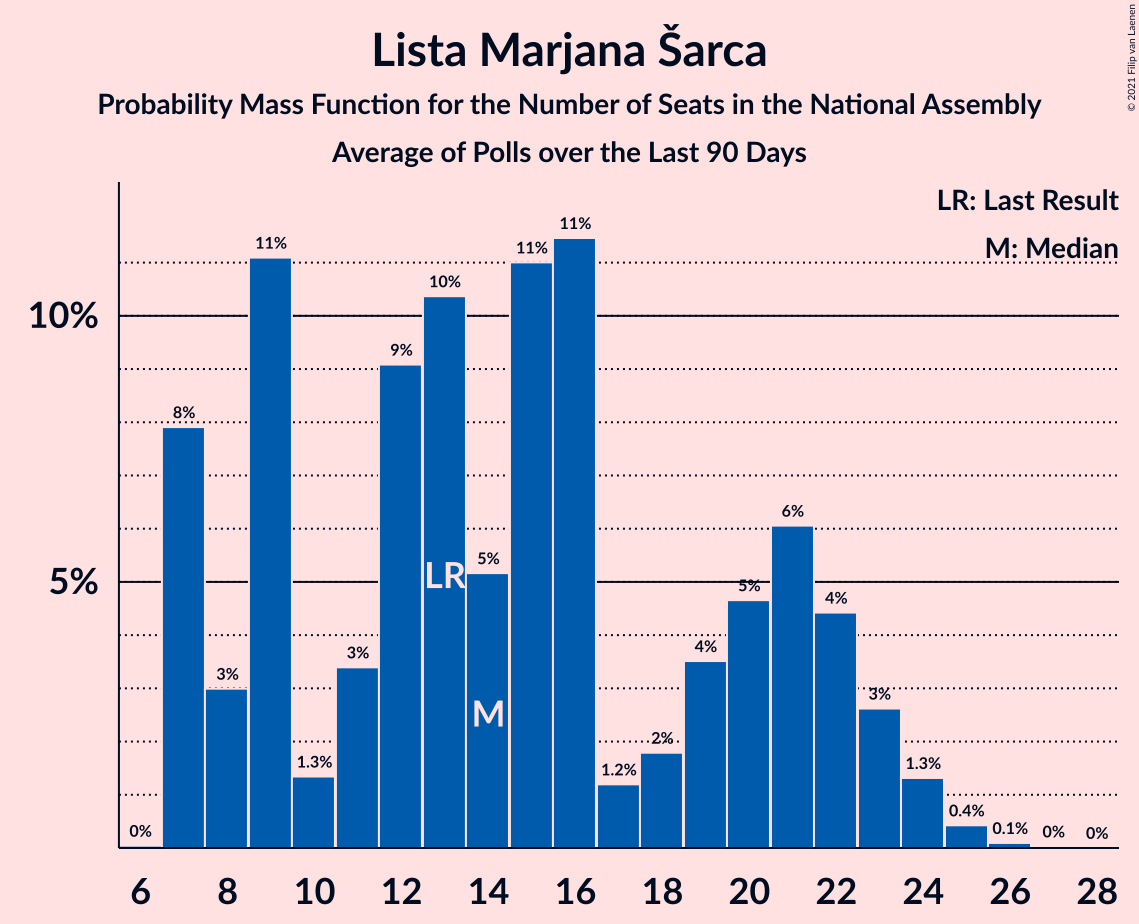 Lista Marjana Šarca
Probability Mass Function for the Number of Seats in the National Assembly
Average of Polls over the Last 90 Days
© 2021 Filip van Laenen
LR: Last Result
M: Median
10%
5%
0%
8%
3%
11%
1.3%
3%
9%
10%
5%
11%
11%
1.2%
2%
4%
5%
6%
4%
3%
1.3%
0.4%
0.1%
0%
0%
LR
M
6 8 10 12 14 16 18 20 22 24 26 28